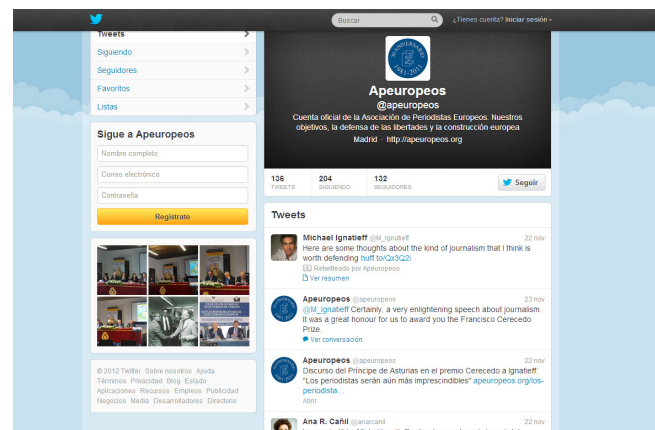 Buscar
¿Tienes cuenta? Iniciar sesión
Tweets
Siguiendo
Seguidores
Favoritos
Listas
Sigue a Apeuropeos
Nombre completo
Correo electrónico
Contraseña
Regístrate
© 2012 Twitter Sobre nosotros Ayuda
Términos Privacidad Blog Estado
Aplicaciones Recursos Empleos Publicidad
Negocios Media Desarrolladores Directorio
ANIVERSARIO
1981-2011
Apeuropeos
@apeuropeos
Cuenta oficial de la Asociación de Periodistas Europeos. Nuestros
objetivos, la defensa de las libertades y la construcción europea
Madrid · http://apeuropeos.org
136
TWEETS
204
SIGUIENDO
132
SEGUIDORES
Seguir
Tweets
Michael Ignatieff @M_Ignatieff 22 nov
Here are some thoughts about the kind of journalism that I think is
worth defending huff.to/Qx3Q2i
Retwitteado por Apeuropeos
Ver resumen
Apeuropeos @apeuropeos 23 nov
@M_Ignatieff Certainly, a very enlightening speech about journalism.
It was a great honour for us to award you the Francisco Cerecedo
Prize.
Ver conversación
Apeuropeos @apeuropeos 22 nov
Discurso del Príncipe de Asturias en el premio Cerecedo a Ignatieff:
"Los periodistas serán aún más imprescindibles" apeuropeos.org/los-
periodista…
Abrir
Ana R. Cañil @anarcanil 22 nov